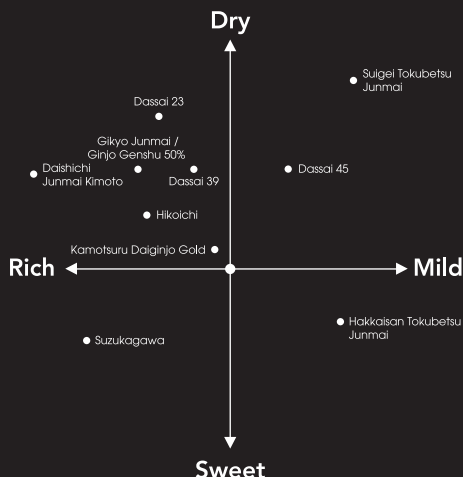 Dry
Suigei Tokubetsu
Junmai
Dassai 23
Gikyo Junmai /
Ginjo Genshu 50%
Daishichi
Junmai Kimoto
Dassai 39
Dassai 45
Hikoichi
Kamotsuru Daiginjo Gold
Rich
Mild
Hakkaisan Tokubetsu
Junmai
Suzukagawa
Sweet